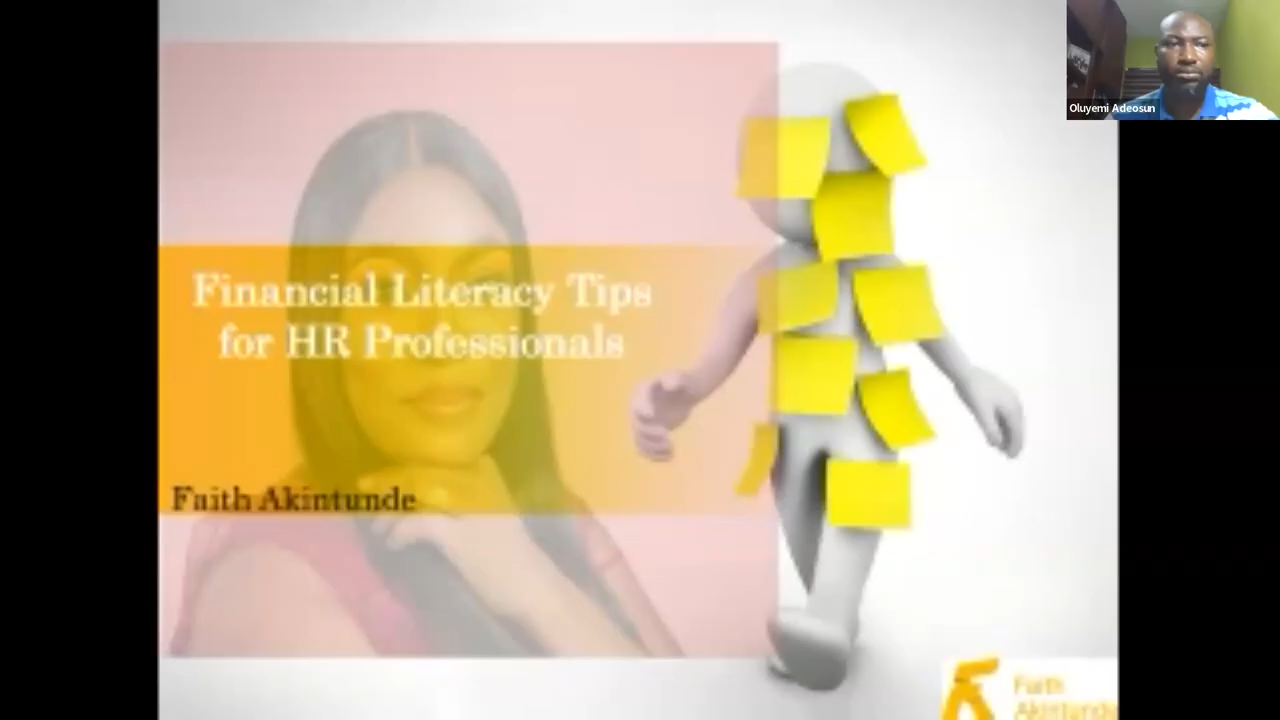 Oluyemi Adeosun
Financial Literacy Tips
for HR Professionals
Faith Akintunde
Faith
Akintunde